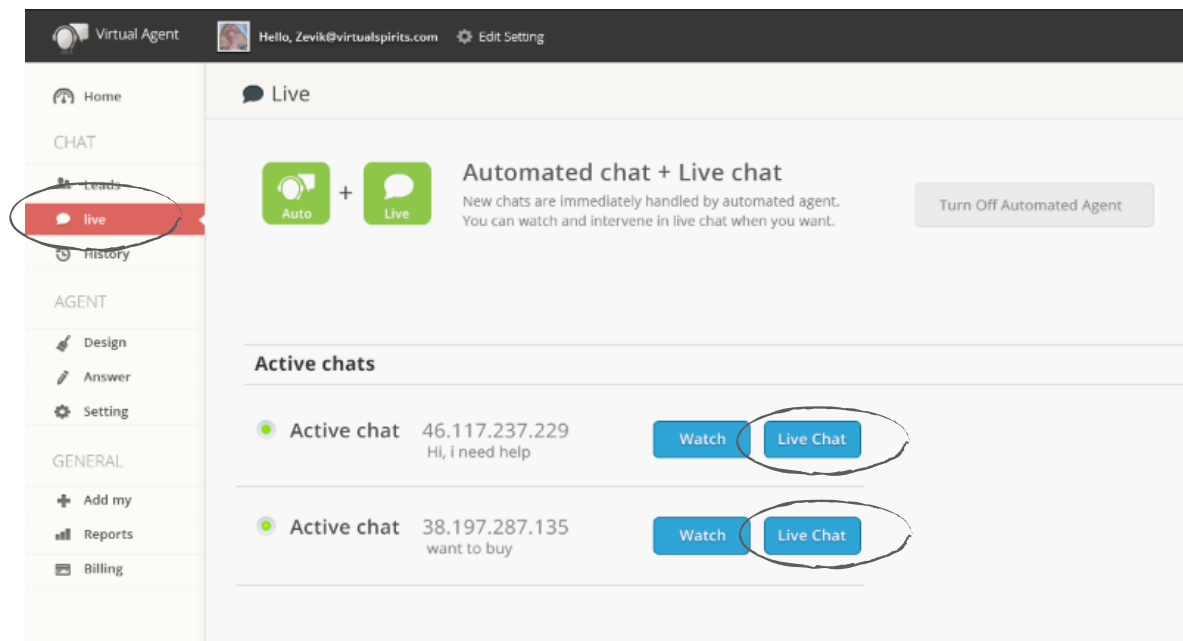 Virtual Agent
Hello, Zevik@virtualspirits.com
Edit Setting
Home
CHAT
Leads
live
History
AGENT
Design
Answer
Setting
GENERAL
Add my
Reports
Billing
Live
Auto
+
Live
Automated chat + Live chat
New chats are immediately handled by automated agent.
You can watch and intervene in live chat when you want.
Turn Off Automated Agent
Active chats
Active chat 46.117.237.229
Hi, i need help
Watch
Live Chat
Active chat 38.197.287.135
want to buy
Watch
Live Chat